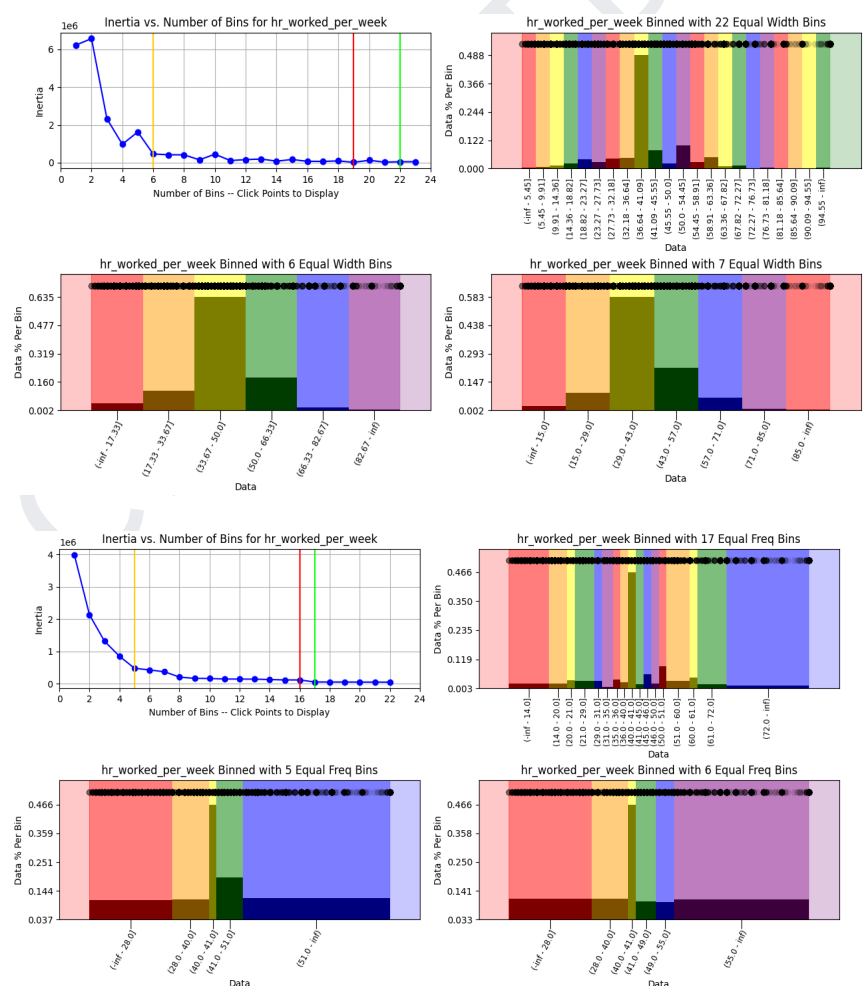 Inertia vs. Number of Bins for hr_worked_per_week
1e6
6
4
2
0
Inertia
0 2 4 6 8 10 12 14 16 18 20 22 24
Number of Bins -- Click Points to Display
hr_worked_per_week Binned with 22 Equal Width Bins
0.488
0.366
0.244
0.122
0.000
Data % Per Bin
(-inf - 5.45]
(5.45 - 9.91]
(9.91 - 14.36]
(14.36 - 18.82]
(18.82 - 23.27]
(23.27 - 27.73]
(27.73 - 32.18]
(32.18 - 36.64]
(36.64 - 41.09]
(41.09 - 45.55]
(45.55 - 50.0]
(50.0 - 54.45]
(54.45 - 58.91]
(58.91 - 63.36]
(63.36 - 67.82]
(67.82 - 72.27]
(72.27 - 76.73]
(76.73 - 81.18]
(81.18 - 85.64]
(85.64 - 90.09]
(90.09 - 94.55]
(94.55 - inf)
Data
hr_worked_per_week Binned with 6 Equal Width Bins
0.635
0.477
0.319
0.160
0.002
Data % Per Bin
(-inf - 17.33]
(17.33 - 33.67]
(33.67 - 50.0]
(50.0 - 66.33]
(66.33 - 82.67]
(82.67 - inf)
Data
hr_worked_per_week Binned with 7 Equal Width Bins
0.583
0.438
0.293
0.147
0.002
Data % Per Bin
(-inf - 15.0]
(15.0 - 29.0]
(29.0 - 43.0]
(43.0 - 57.0]
(57.0 - 71.0]
(71.0 - 85.0]
(85.0 - inf)
Data
Inertia vs. Number of Bins for hr_worked_per_week
1e6
4
3
2
1
0
Inertia
0 2 4 6 8 10 12 14 16 18 20 22 24
Number of Bins -- Click Points to Display
hr_worked_per_week Binned with 17 Equal Freq Bins
0.466
0.350
0.235
0.119
0.003
Data % Per Bin
(-inf - 14.0]
(14.0 - 20.0]
(20.0 - 21.0]
(21.0 - 29.0]
(29.0 - 31.0]
(31.0 - 35.0]
(35.0 - 36.0]
(36.0 - 40.0]
(40.0 - 41.0]
(41.0 - 45.0]
(45.0 - 46.0]
(46.0 - 50.0]
(50.0 - 51.0]
(51.0 - 60.0]
(60.0 - 61.0]
(61.0 - 72.0]
(72.0 - inf)
hr_worked_per_week Binned with 5 Equal Freq Bins
0.466
0.359
0.251
0.144
0.037
Data % Per Bin
(-inf - 28.0]
(28.0 - 40.0]
(40.0 - 41.0]
(41.0 - 51.0]
(51.0 - inf)
Data
hr_worked_per_week Binned with 6 Equal Freq Bins
0.466
0.358
0.249
0.141
0.033
Data % Per Bin
(-inf - 28.0]
(28.0 - 40.0]
(40.0 - 41.0]
(41.0 - 49.0]
(49.0 - 55.0]
(55.0 - inf)
Data